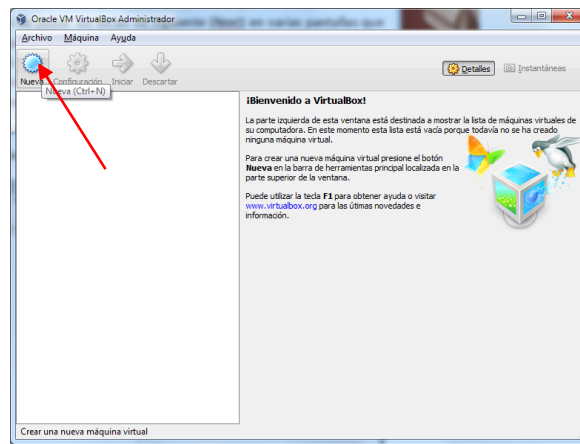 Oracle VM VirtualBox Administrador
Archivo Máquina Ayuda
Nueva Configuración Iniciar Descartar
Detalles Instantáneas
Nueva (Ctrl+N)
¡Bienvenido a VirtualBox!
La parte izquierda de esta ventana está destinada a mostrar la lista de máquinas virtuales de
su computadora. En este momento esta lista está vacía porque todavía no se ha creado
ninguna máquina virtual.
Para crear una nueva máquina virtual presione el botón
Nueva en la barra de herramientas principal localizada en la
parte superior de la ventana.
Puede utilizar la tecla F1 para obtener ayuda o visitar
www.virtualbox.org para las útimas novedades e
información.
Crear una nueva máquina virtual